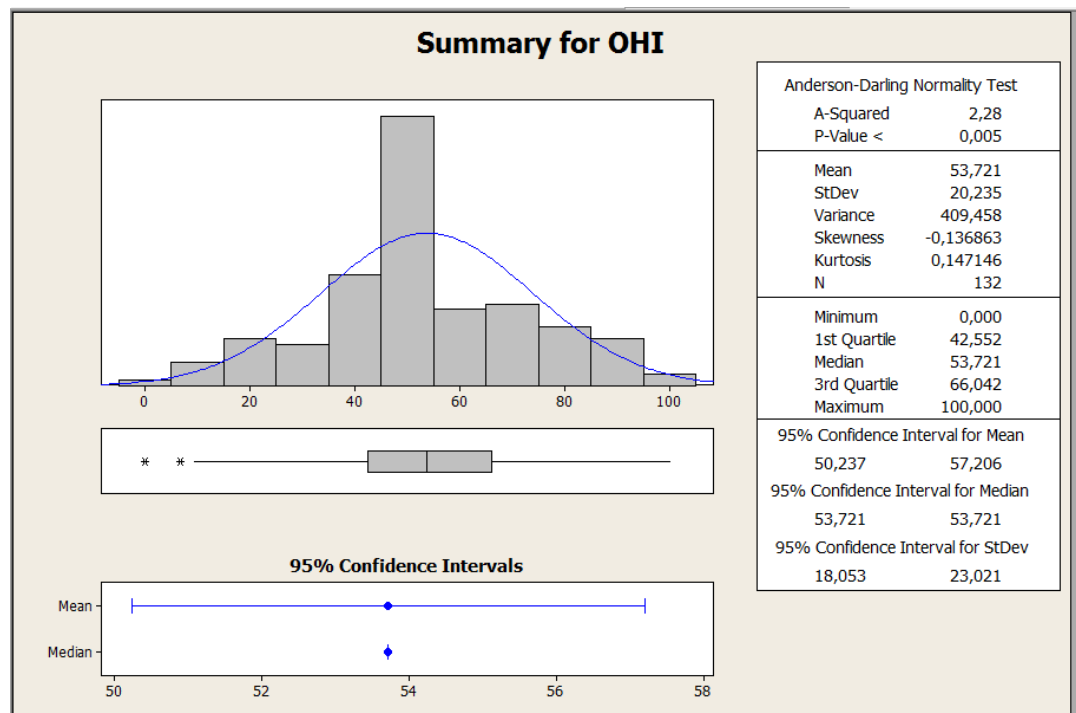 Summary for OHI
0 20 40 60 80 100
* *
95% Confidence Intervals
Mean
Median
50 52 54 56 58
Anderson-Darling Normality Test
A-Squared 2,28
P-Value < 0,005
Mean 53,721
StDev 20,235
Variance 409,458
Skewness -0,136863
Kurtosis 0,147146
N 132
Minimum 0,000
1st Quartile 42,552
Median 53,721
3rd Quartile 66,042
Maximum 100,000
95% Confidence Interval for Mean
50,237 57,206
95% Confidence Interval for Median
53,721 53,721
95% Confidence Interval for StDev
18,053 23,021